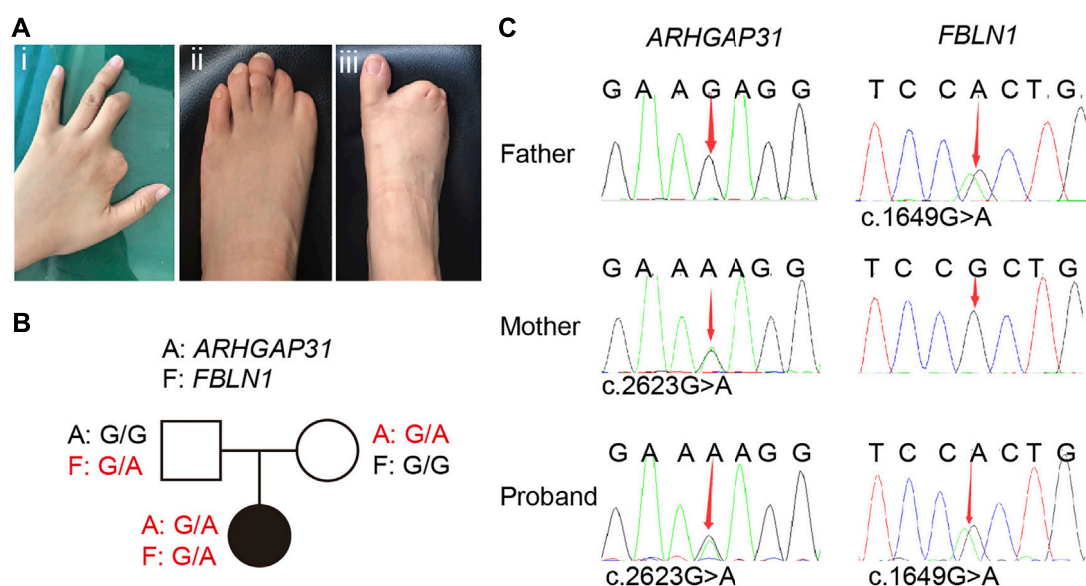 A
i
ii
iii
B
A: ARHGAP31
F: FBLN1
A: G/G
F: G/A
A: G/A
F: G/G
A: G/A
F: G/A
C
ARHGAP31
FBLN1
Father
G A A G A G G
T C C A C T G
c.1649G>A
Mother
G A A A A G G
T C C G C T G
c.2623G>A
Proband
G A A A A G G
T C C A C T G
c.2623G>A
c.1649G>A